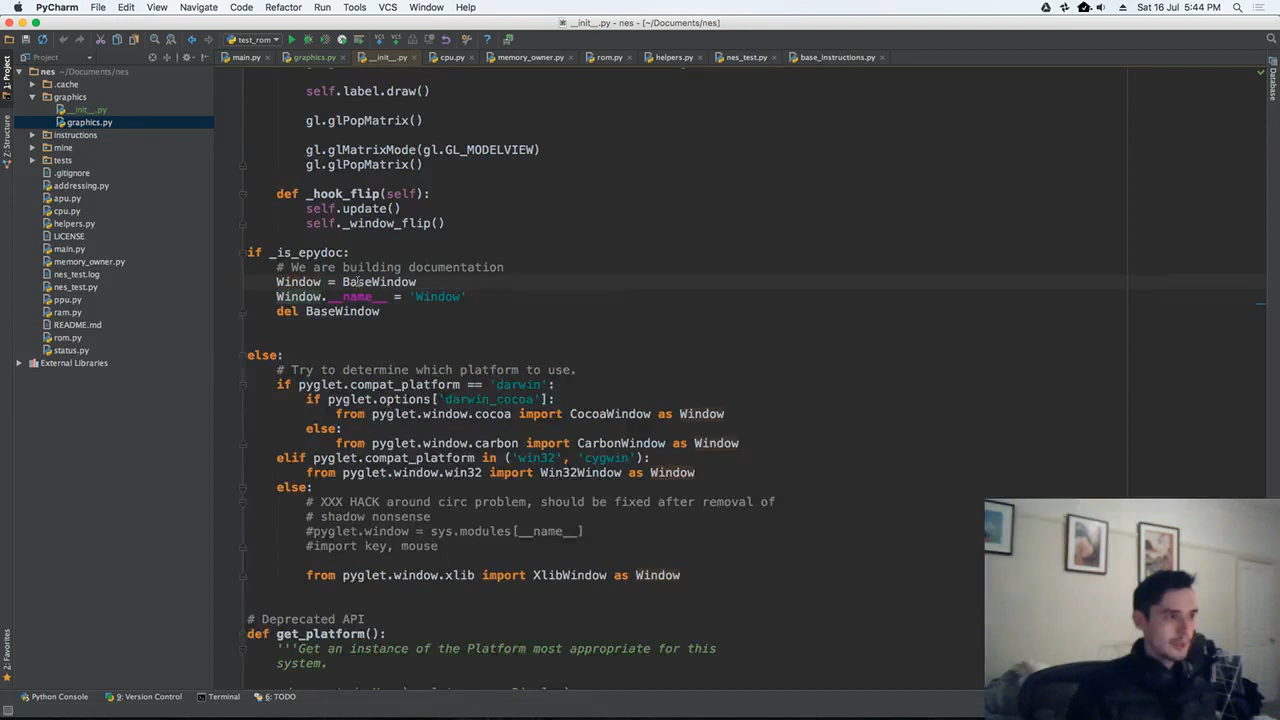 PyCharm File Edit View Navigate Code Refactor Run Tools VCS Window Help Sat 16 Jul 5:44 PM
__init__.py - nes - [~/Documents/nes]
test_rom
Project main.py graphics.py __init__.py cpu.py memory_owner.py rom.py helpers.py nes_test.py base_instructions.py
nes ~/Documents/nes
.cache
graphics
__init__.py
graphics.py
instructions
mine
tests
.gitignore
addressing.py
apu.py
cpu.py
helpers.py
LICENSE
main.py
memory_owner.py
nes_test.log
nes_test.py
ppu.py
ram.py
README.md
rom.py
status.py
External Libraries
1: Project
7: Structure
2: Favorites
Database
self.label.draw()
gl.glPopMatrix()
gl.glMatrixMode(gl.GL_MODELVIEW)
gl.glPopMatrix()
def _hook_flip(self):
self.update()
self._window_flip()
if _is_epydoc:
# We are building documentation
Window = BaseWindow
Window.__name__ = 'Window'
del BaseWindow
else:
# Try to determine which platform to use.
if pyglet.compat_platform == 'darwin':
if pyglet.options['darwin_cocoa']:
from pyglet.window.cocoa import CocoaWindow as Window
else:
from pyglet.window.carbon import CarbonWindow as Window
elif pyglet.compat_platform in ('win32', 'cygwin'):
from pyglet.window.win32 import Win32Window as Window
else:
# XXX HACK around circ problem, should be fixed after removal of
# shadow nonsense
#pyglet.window = sys.modules[__name__]
#import key, mouse
from pyglet.window.xlib import XlibWindow as Window
# Deprecated API
def get_platform():
'''Get an instance of the Platform most appropriate for this
system.
Python Console 9: Version Control Terminal 6: TODO